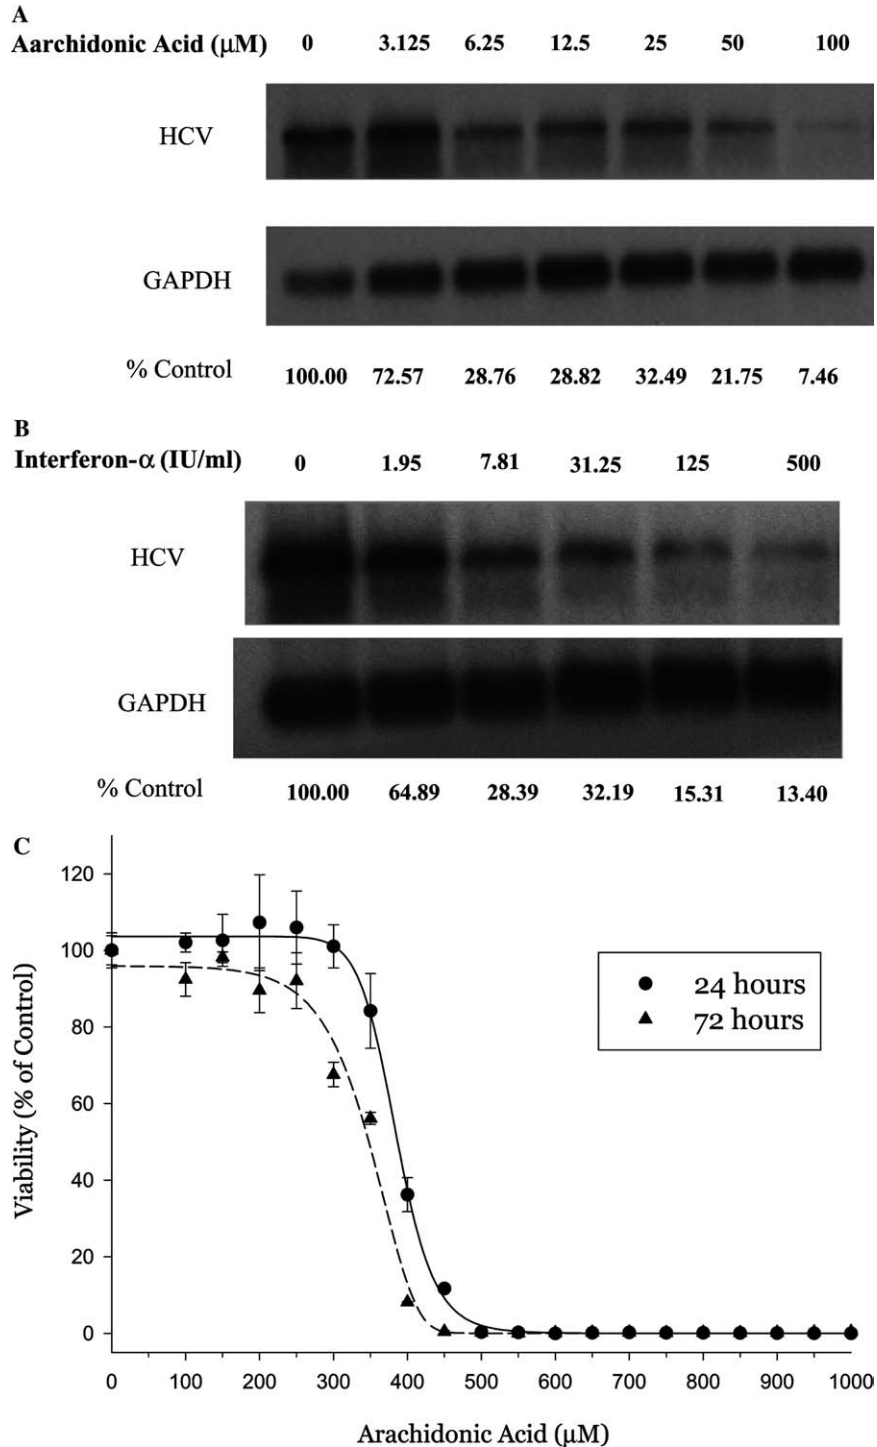 A
Aarchidonic Acid (μM) 0 3.125 6.25 12.5 25 50 100
HCV
GAPDH
% Control 100.00 72.57 28.76 28.82 32.49 21.75 7.46
B
Interferon-α (IU/ml) 0 1.95 7.81 31.25 125 500
HCV
GAPDH
% Control 100.00 64.89 28.39 32.19 15.31 13.40
C
120
100
80
60
40
20
0
Viability (% of Control)
24 hours
72 hours
0 100 200 300 400 500 600 700 800 900 1000
Arachidonic Acid (μM)